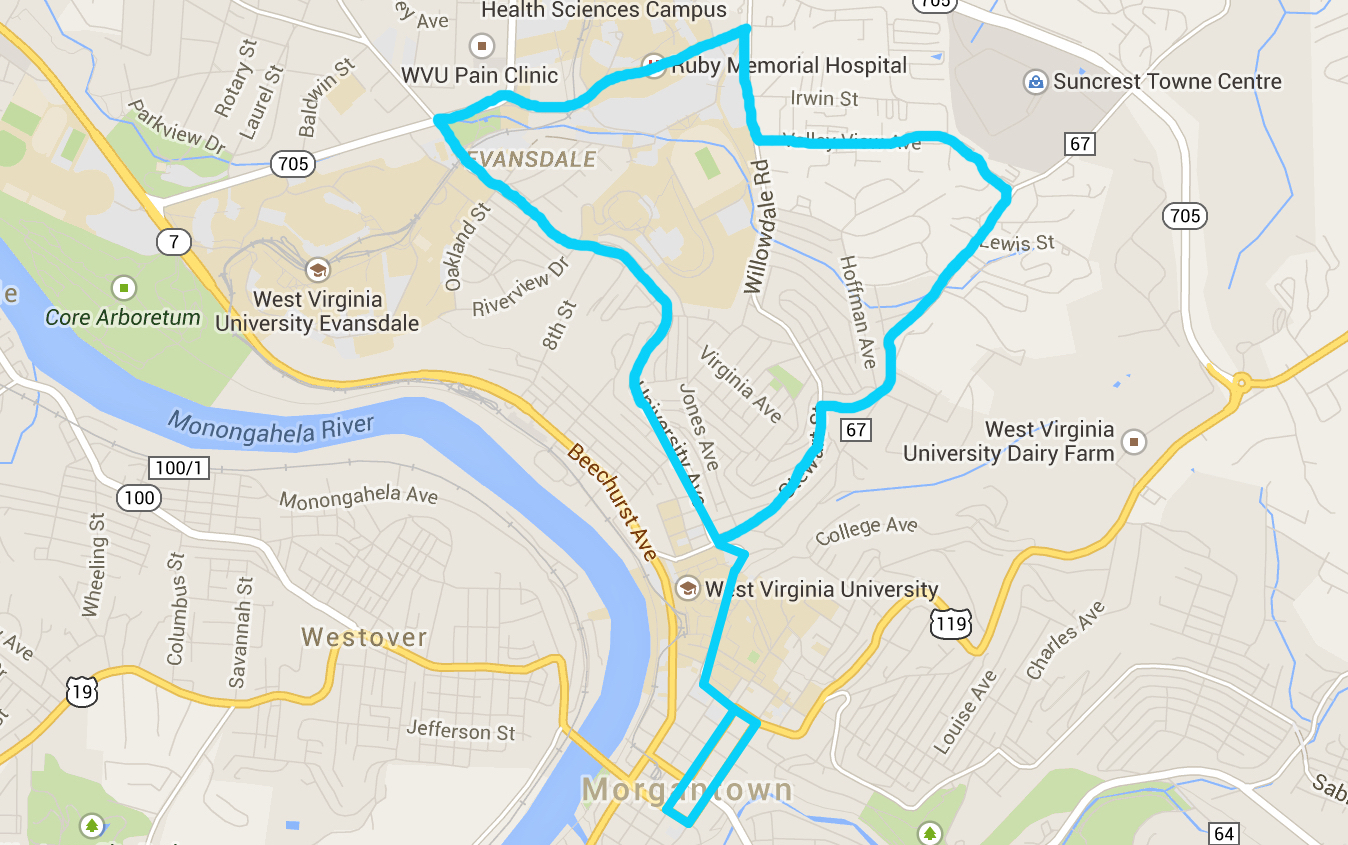 ey Ave
Health Sciences Campus
705
Rotary St
Laurel St
Baldwin St
WVU Pain Clinic
Ruby Memorial Hospital
Suncrest Towne Centre
Irwin St
Parkview Dr
705
EVANSDALE
Valley View Ave
67
Willowdale Rd
705
7
Oakland St
Lewis St
West Virginia
University Evansdale
Riverview Dr
Hoffman Ave
e
Core Arboretum
8th St
Virginia Ave
Jones Ave
University Ave
Monongahela River
67
Stewart St
West Virginia
University Dairy Farm
100/1
100
Monongahela Ave
Beechurst Ave
College Ave
Wheeling St
Columbus St
Savannah St
West Virginia University
119
Charles Ave
Westover
y Ave
19
Louise Ave
Jefferson St
Morgantown
Sab
64